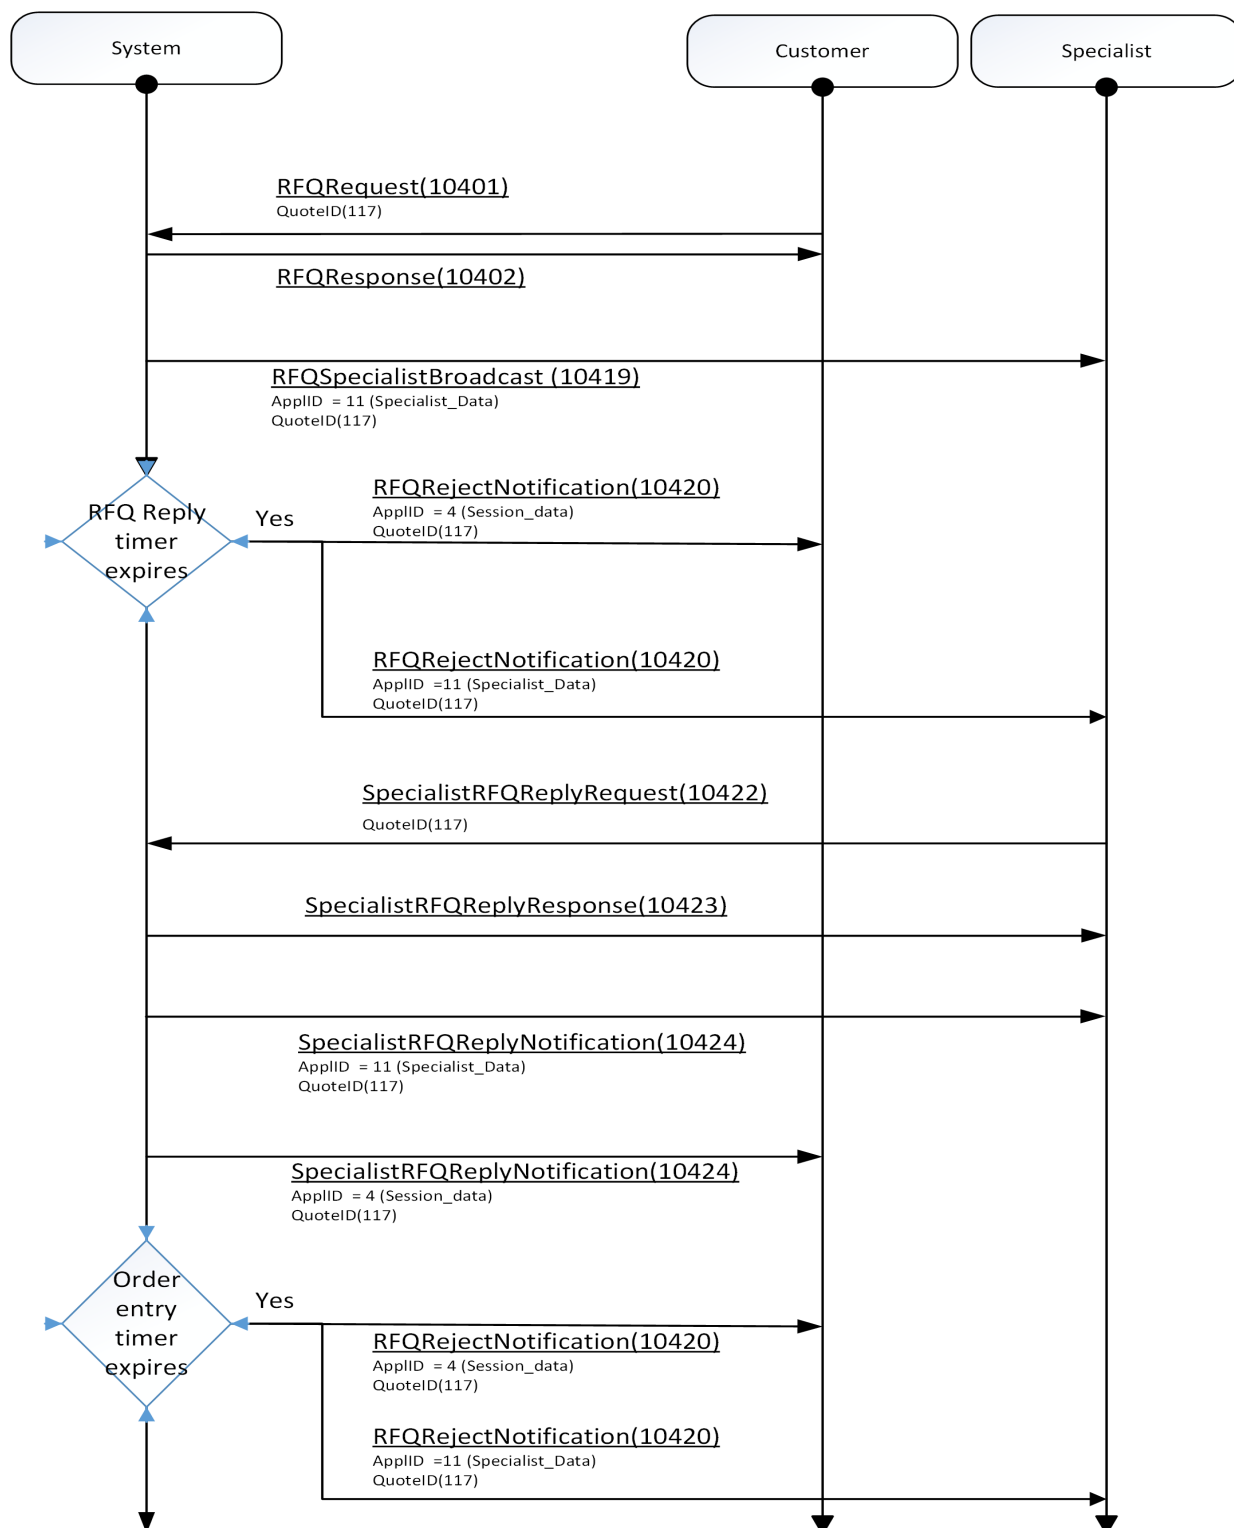 System
Customer
Specialist
RFQRequest(10401)
QuoteID(117)
RFQResponse(10402)
RFQSpecialistBroadcast (10419)
ApplID  = 11 (Specialist_Data)
QuoteID(117)
RFQ Reply
timer
expires
Yes
RFQRejectNotification(10420)
ApplID  = 4 (Session_data)
QuoteID(117)
RFQRejectNotification(10420)
ApplID  =11 (Specialist_Data)
QuoteID(117)
SpecialistRFQReplyRequest(10422)
QuoteID(117)
SpecialistRFQReplyResponse(10423)
SpecialistRFQReplyNotification(10424)
ApplID  = 11 (Specialist_Data)
QuoteID(117)
SpecialistRFQReplyNotification(10424)
ApplID  = 4 (Session_data)
QuoteID(117)
Order
entry
timer
expires
Yes
RFQRejectNotification(10420)
ApplID  = 4 (Session_data)
QuoteID(117)
RFQRejectNotification(10420)
ApplID  =11 (Specialist_Data)
QuoteID(117)